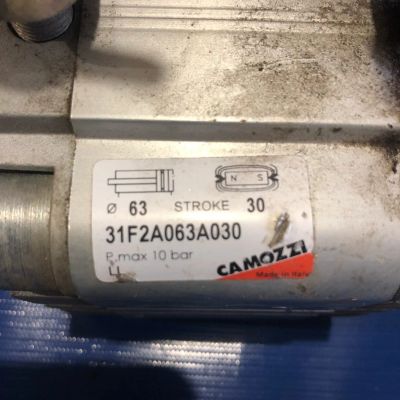 N S
Ø 63 STROKE 30
31F2A063A030
P.max 10 bar
CAMOZZI
Made in Italy